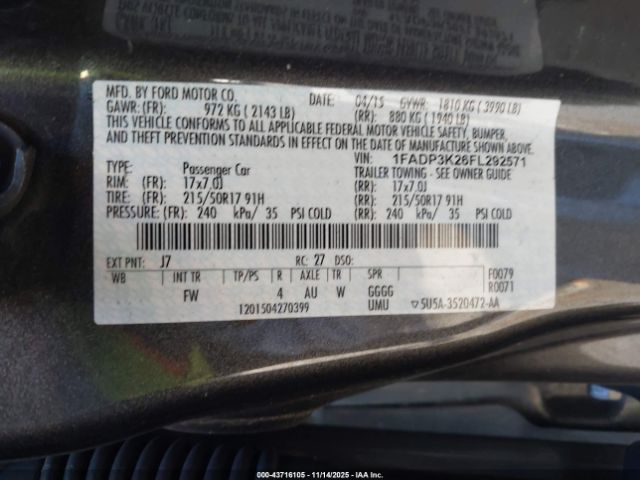 MFD. BY FORD MOTOR CO.
DATE: 04/15 GVWR: 1810 KG ( 3990 LB)
GAWR: (FR): 972 KG ( 2143 LB) (RR): 880 KG ( 1940 LB)
THIS VEHICLE CONFORMS TO ALL APPLICABLE FEDERAL MOTOR VEHICLE SAFETY, BUMPER,
AND THEFT PREVENTION STANDARDS IN EFFECT ON THE DATE OF MANUFACTURE SHOWN ABOVE.
VIN: 1FADP3K26FL292571
TYPE: Passenger Car TRAILER TOWING - SEE OWNER GUIDE
RIM: (FR): 17x7.0J (RR): 17x7.0J
TIRE: (FR): 215/50R17 91H (RR): 215/50R17 91H
PRESSURE: (FR): 240 kPa/ 35 PSI COLD (RR): 240 kPa/ 35 PSI COLD
EXT PNT: J7 RC: 27 DSO:
WB INT TR TP/PS R AXLE TR SPR F0079
FW 4 AU W GGGG R0071
1201504270399 UMU SU5A-3520472-AA
000-43716105 - 11/14/2025 - IAAI.com